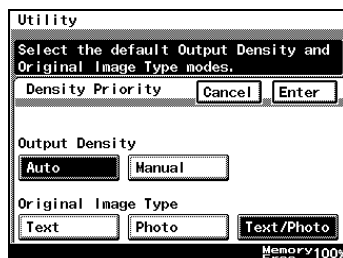 Utility
Select the default Output Density and
Original Image Type modes.
Density Priority Cancel Enter
Output Density
Auto Manual
Original Image Type
Text Photo Text/Photo
Memory 100%
Free